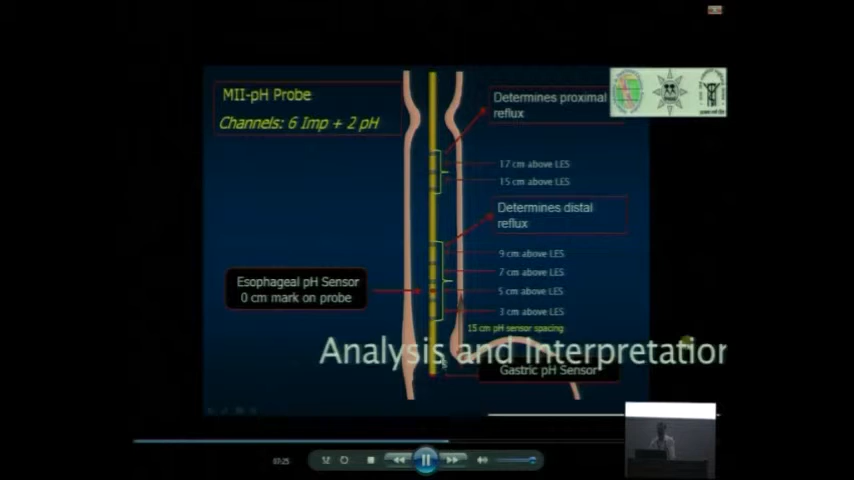 MII-pH Probe
Channels: 6 Imp + 2 pH
Determines proximal
reflux
17 cm above LES
15 cm above LES
Determines distal
reflux
9 cm above LES
7 cm above LES
5 cm above LES
3 cm above LES
Esophageal pH Sensor
0 cm mark on probe
15 cm pH sensor spacing
Analysis and Interpretation
Gastric pH Sensor
07:25